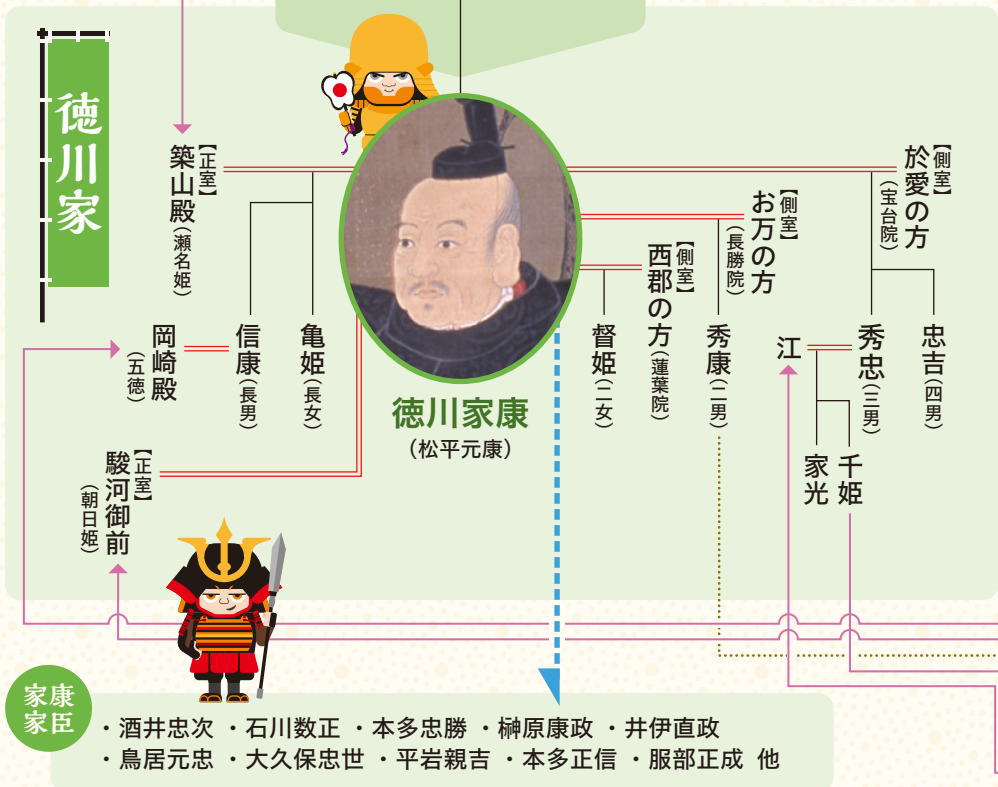 徳川家
【正室】
築山殿(瀬名姫)
【側室】
於愛の方
(宝台院)
【側室】
お万の方
(長勝院)
【側室】
西郡の方(蓮葉院)
岡崎殿
(五徳)
信康(長男)
亀姫(長女)
督姫(二女)
秀康(二男)
江
秀忠(三男)
忠吉(四男)
徳川家康
(松平元康)
【正室】
駿河御前
(朝日姫)
千姫
家光
家康
家臣
・酒井忠次 ・石川数正 ・本多忠勝 ・榊原康政 ・井伊直政
・鳥居元忠 ・大久保忠世 ・平岩親吉 ・本多正信 ・服部正成 他